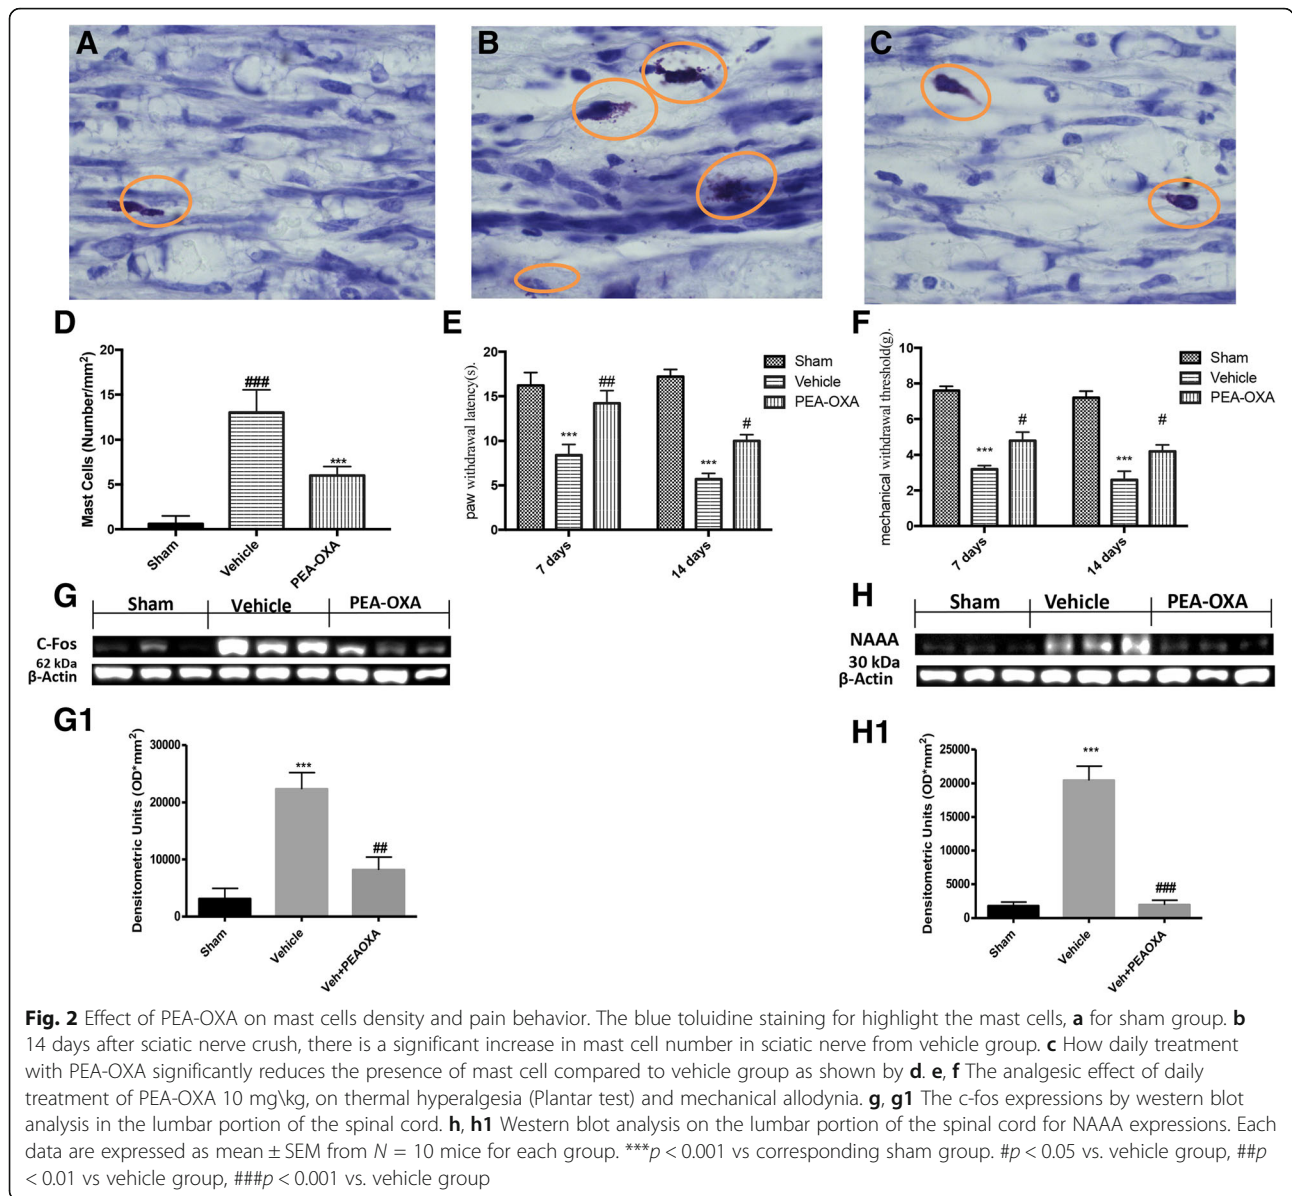 A
B
C
D
Mast Cells (Number/mm²)
20
15
10
5
0
###
***
Sham
Vehicle
PEA-OXA
E
paw withdrawal latency(s).
20
15
10
5
0
***
##
***
#
7 days
14 days
Sham
Vehicle
PEA-OXA
F
mechanical withdrawal threshold(g).
10
8
6
4
2
0
***
#
***
#
7 days
14 days
Sham
Vehicle
PEA-OXA
G
Sham Vehicle PEA-OXA
C-Fos
62 kDa
β-Actin
H
Sham Vehicle PEA-OXA
NAAA
30 kDa
β-Actin
G1
Densitometric Units (OD*mm²)
30000
20000
10000
0
***
##
Sham
Vehicle
Veh+PEAOXA
H1
Densitometric Units (OD*mm²)
25000
20000
15000
10000
5000
0
***
###
Sham
Vehicle
Veh+PEAOXA
Fig. 2 Effect of PEA-OXA on mast cells density and pain behavior. The blue toluidine staining for highlight the mast cells, a for sham group. b
14 days after sciatic nerve crush, there is a significant increase in mast cell number in sciatic nerve from vehicle group. c How daily treatment
with PEA-OXA significantly reduces the presence of mast cell compared to vehicle group as shown by d. e, f The analgesic effect of daily
treatment of PEA-OXA 10 mg\kg, on thermal hyperalgesia (Plantar test) and mechanical allodynia. g, g1 The c-fos expressions by western blot
analysis in the lumbar portion of the spinal cord. h, h1 Western blot analysis on the lumbar portion of the spinal cord for NAAA expressions. Each
data are expressed as mean ± SEM from N = 10 mice for each group. ***p < 0.001 vs corresponding sham group. #p < 0.05 vs. vehicle group, ##p
< 0.01 vs vehicle group, ###p < 0.001 vs. vehicle group